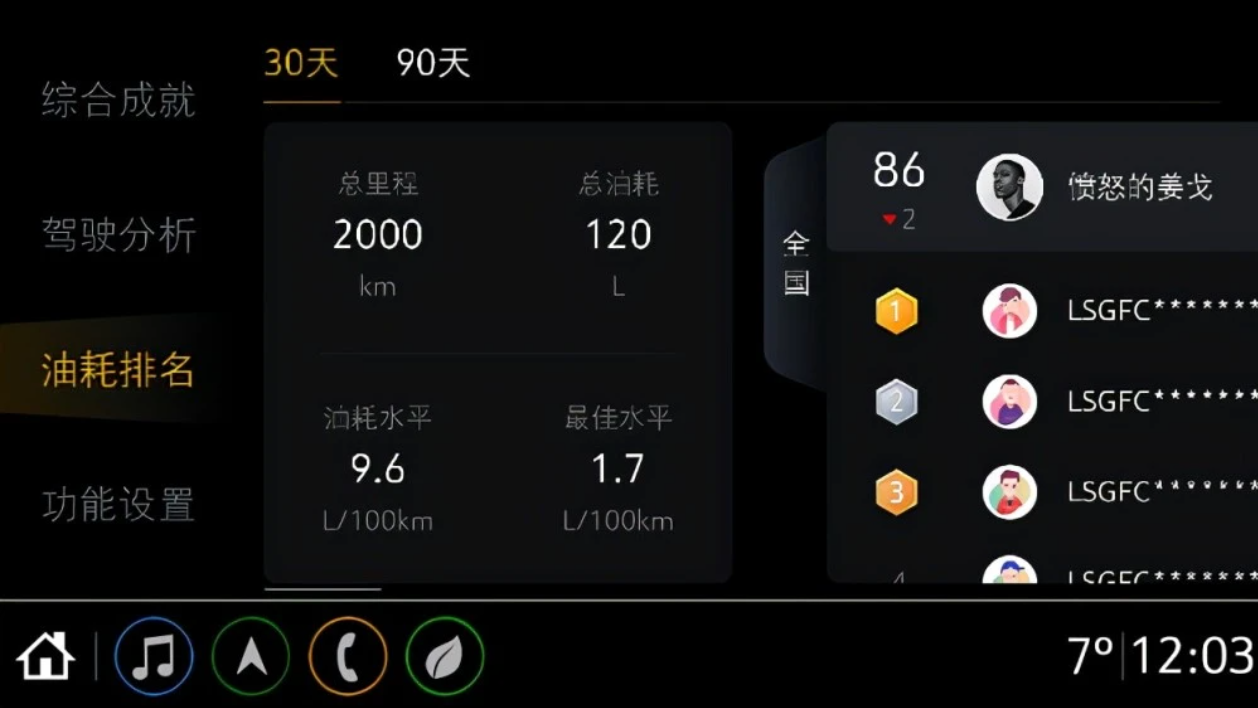 30天 90天
综合成就
驾驶分析
油耗排名
功能设置
总里程 总油耗
2000 120
km L
油耗水平 最佳水平
9.6 1.7
L/100km L/100km
全国
86 愤怒的姜戈
2
1 LSGFC*******
2 LSGFC*******
3 LSGFC*******
4 LSGFC*******
7° 12:03